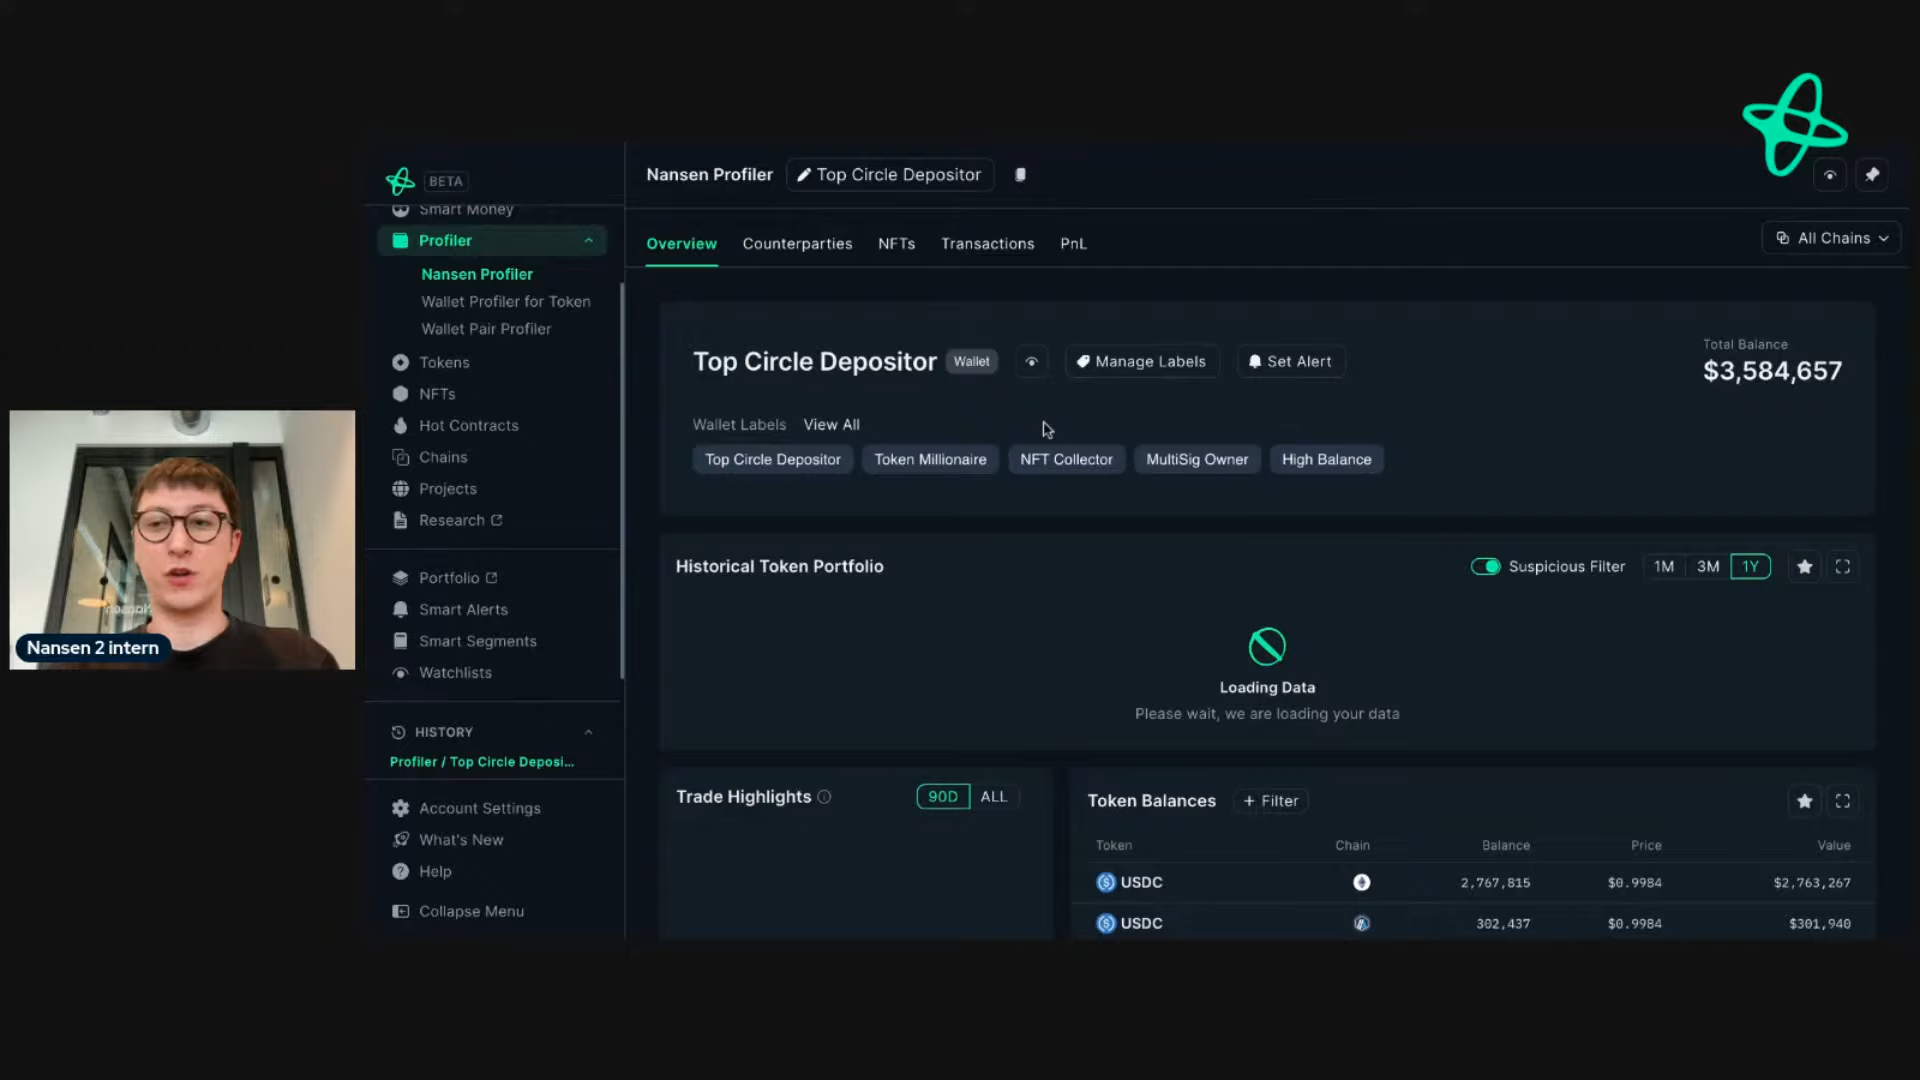 BETA
Smart Money
Profiler
Nansen Profiler
Wallet Profiler for Token
Wallet Pair Profiler
Tokens
NFTs
Hot Contracts
Chains
Projects
Research
Portfolio
Smart Alerts
Smart Segments
Watchlists
HISTORY
Profiler / Top Circle Deposi...
Account Settings
What's New
Help
Collapse Menu
Nansen 2 intern
Nansen Profiler Top Circle Depositor
Overview Counterparties NFTs Transactions PnL All Chains
Top Circle Depositor Wallet Manage Labels Set Alert
Total Balance
$3,584,657
Wallet Labels View All
Top Circle Depositor Token Millionaire NFT Collector MultiSig Owner High Balance
Historical Token Portfolio Suspicious Filter 1M 3M 1Y
Loading Data
Please wait, we are loading your data
Trade Highlights 90D ALL
Token Balances + Filter
Token Chain Balance Price Value
USDC 2,767,815 $0.9984 $2,763,267
USDC 302,437 $0.9984 $301,940